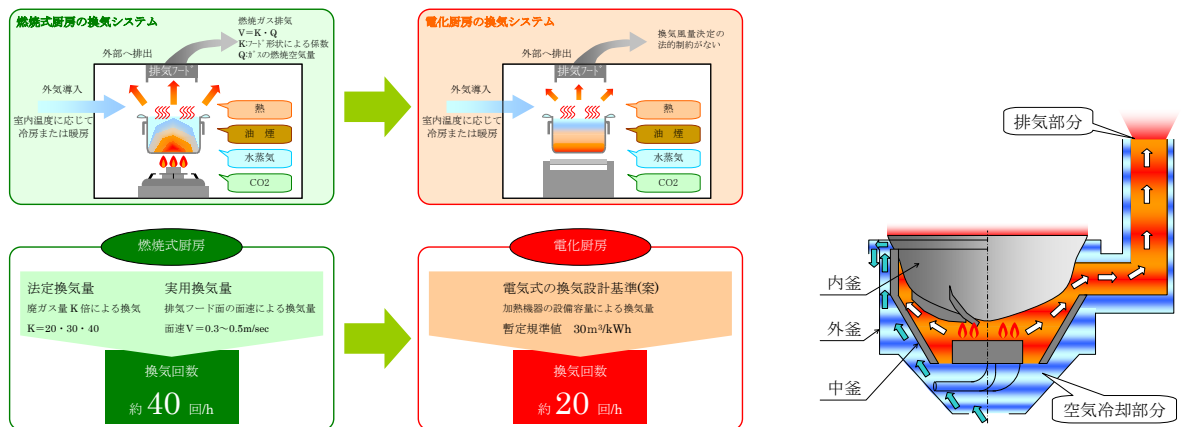 燃焼式厨房の換気システム
燃焼ガス排気
V＝K・Q
K:ﾌｰﾄﾞ形状による係数
Q:ｶﾞｽの燃焼空気量
外部へ排出
排気ﾌｰﾄﾞ
外気導入
室内温度に応じて
冷房または暖房
熱
油 煙
水蒸気
CO2
電化厨房の換気システム
換気風量決定の
法的制約がない
外部へ排出
排気ﾌｰﾄﾞ
外気導入
室内温度に応じて
冷房または暖房
熱
油 煙
水蒸気
CO2
燃焼式厨房
法定換気量
廃ガス量K倍による換気
K＝20・30・40
実用換気量
排気フード面の面速による換気量
面速V＝0.3～0.5m/sec
換気回数
約 40 回/h
電化厨房
電気式の換気設計基準(案)
加熱機器の設備容量による換気量
暫定規準値 30m³/kWh
換気回数
約 20 回/h
排気部分
内釜
外釜
中釜
空気冷却部分